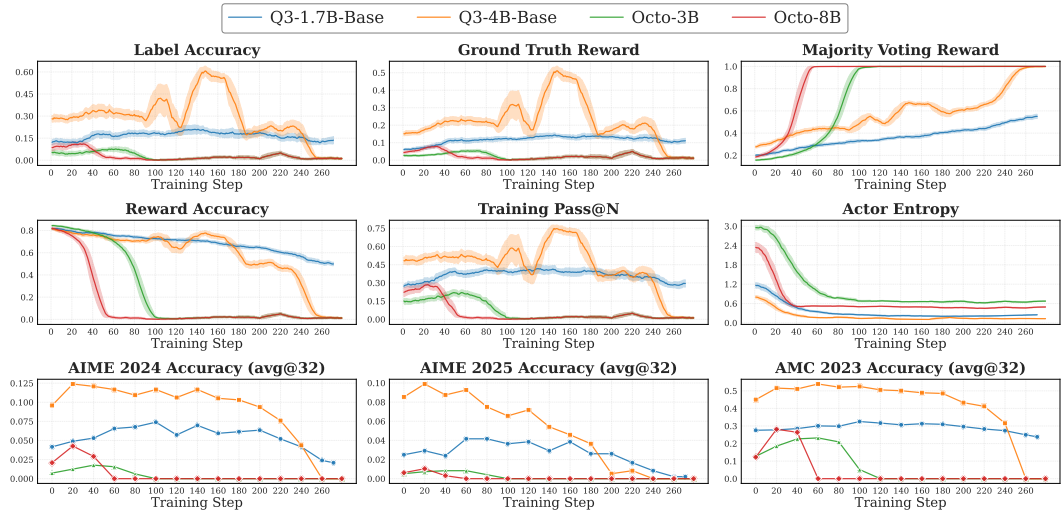 Q3-1.7B-Base Q3-4B-Base Octo-3B Octo-8B
Label Accuracy Ground Truth Reward Majority Voting Reward
0.60 0.45 0.30 0.15 0.00
0 20 40 60 80 100 120 140 160 180 200 220 240 260
Training Step
0.5 0.4 0.3 0.2 0.1 0.0
0 20 40 60 80 100 120 140 160 180 200 220 240 260
Training Step
1.0 0.8 0.6 0.4 0.2
0 20 40 60 80 100 120 140 160 180 200 220 240 260
Training Step
Reward Accuracy Training Pass@N Actor Entropy
0.8 0.6 0.4 0.2 0.0
0 20 40 60 80 100 120 140 160 180 200 220 240 260
Training Step
0.75 0.60 0.45 0.30 0.15 0.00
0 20 40 60 80 100 120 140 160 180 200 220 240 260
Training Step
3.0 2.4 1.8 1.2 0.6 0.0
0 20 40 60 80 100 120 140 160 180 200 220 240 260
Training Step
AIME 2024 Accuracy (avg@32) AIME 2025 Accuracy (avg@32) AMC 2023 Accuracy (avg@32)
0.125 0.100 0.075 0.050 0.025 0.000
0 20 40 60 80 100 120 140 160 180 200 220 240 260
Training Step
0.10 0.08 0.06 0.04 0.02 0.00
0 20 40 60 80 100 120 140 160 180 200 220 240 260
Training Step
0.5 0.4 0.3 0.2 0.1 0.0
0 20 40 60 80 100 120 140 160 180 200 220 240 260
Training Step